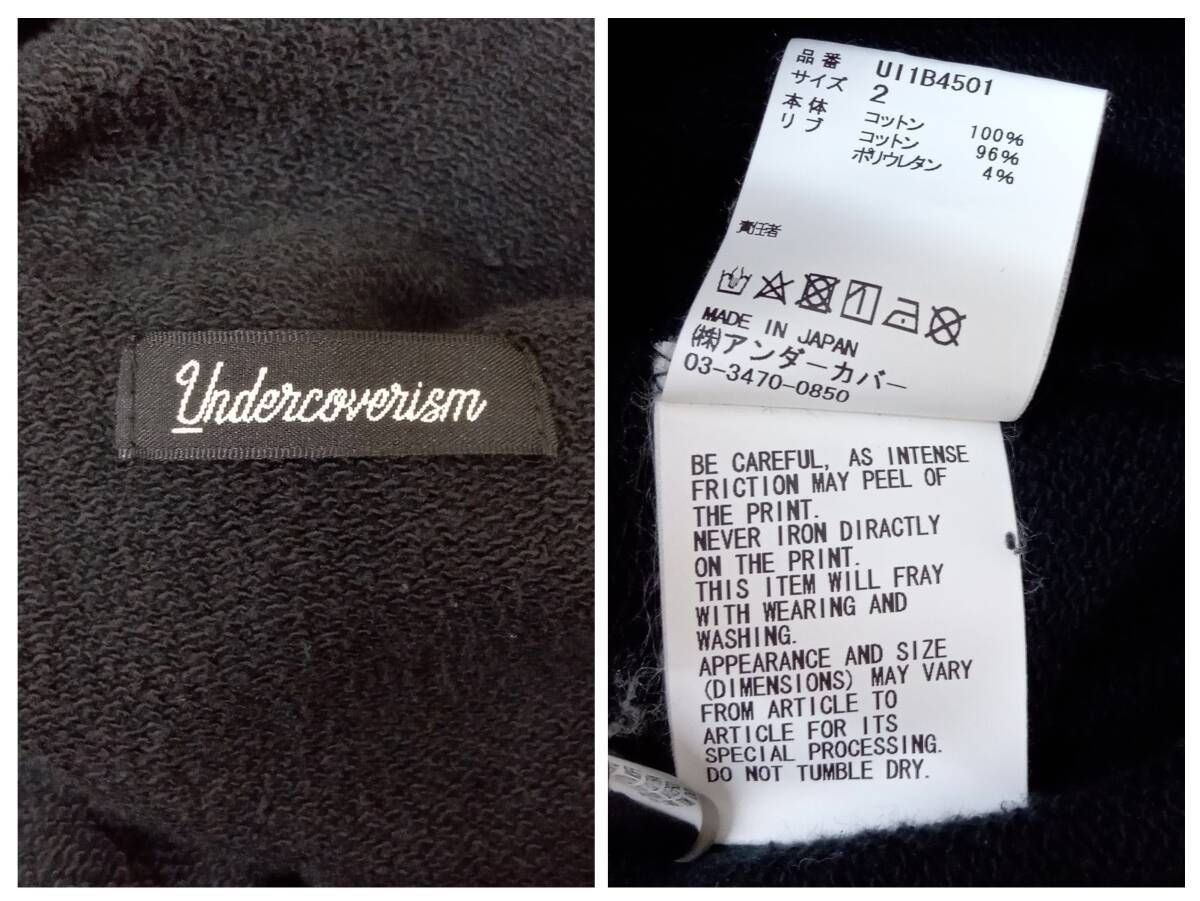 Undercoverism
品番 UI1B4501
サイズ 2
本体 コットン 100%
リブ コットン 96%
ポリウレタン 4%
責任者
MADE IN JAPAN
㈱アンダーカバー
03-3470-0850
BE CAREFUL, AS INTENSE
FRICTION MAY PEEL OF
THE PRINT.
NEVER IRON DIRACTLY
ON THE PRINT.
THIS ITEM WILL FRAY
WITH WEARING AND
WASHING.
APPEARANCE AND SIZE
(DIMENSIONS) MAY VARY
FROM ARTICLE TO
ARTICLE FOR ITS
SPECIAL PROCESSING.
DO NOT TUMBLE DRY.